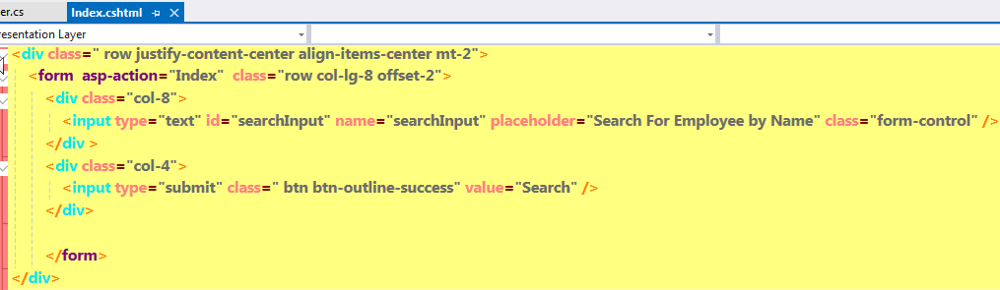 er.cs Index.cshtml
resentation Layer
<div class=" row justify-content-center align-items-center mt-2">
<form asp-action="Index" class="row col-lg-8 offset-2">
<div class="col-8">
<input type="text" id="searchInput" name="searchInput" placeholder="Search For Employee by Name" class="form-control" />
</div >
<div class="col-4">
<input type="submit" class=" btn btn-outline-success" value="Search" />
</div>
</form>
</div>